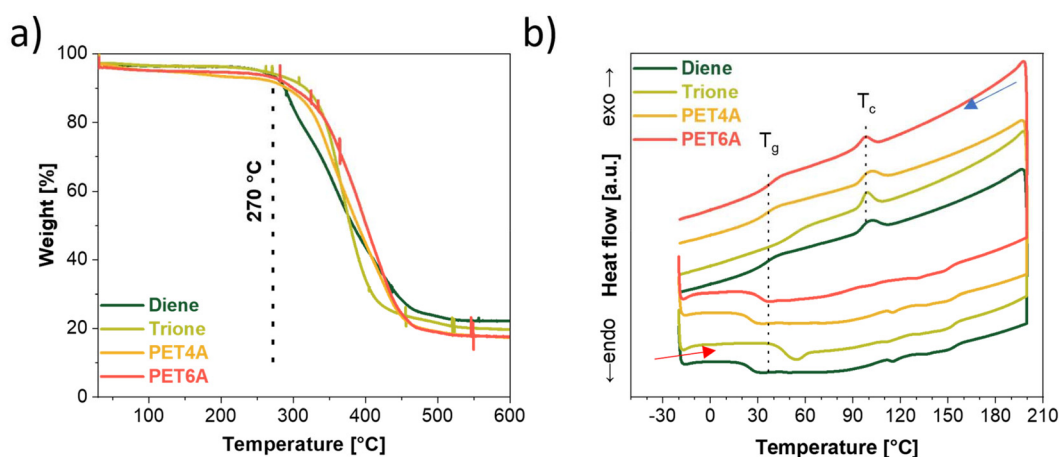 a)
100
80
60
40
20
0
Weight [%]
270 °C
Diene
Trione
PET4A
PET6A
100
200
300
400
500
600
Temperature [°C]
b)
exo →
Heat flow [a.u.]
←endo
Diene
Trione
PET4A
PET6A
Tg
Tc
-30
0
30
60
90
120
150
180
210
Temperature [°C]